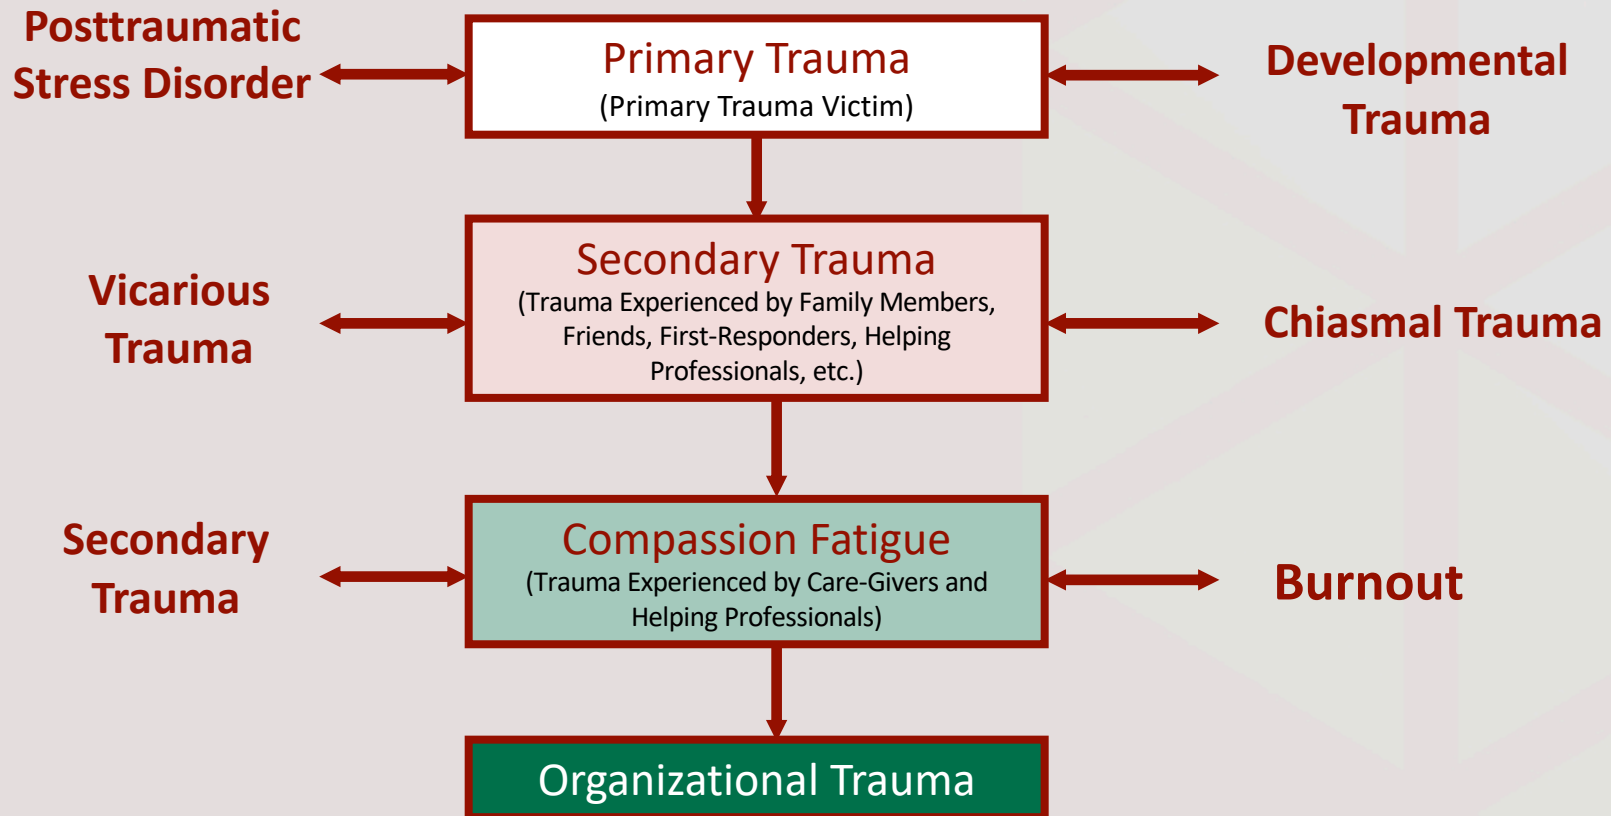 Posttraumatic
Stress Disorder
Primary Trauma
(Primary Trauma Victim)
Developmental
Trauma
Vicarious
Trauma
Secondary Trauma
(Trauma Experienced by Family Members,
Friends, First-Responders, Helping
Professionals, etc.)
Chiasmal Trauma
Secondary
Trauma
Compassion Fatigue
(Trauma Experienced by Care-Givers and
Helping Professionals)
Burnout
Organizational Trauma